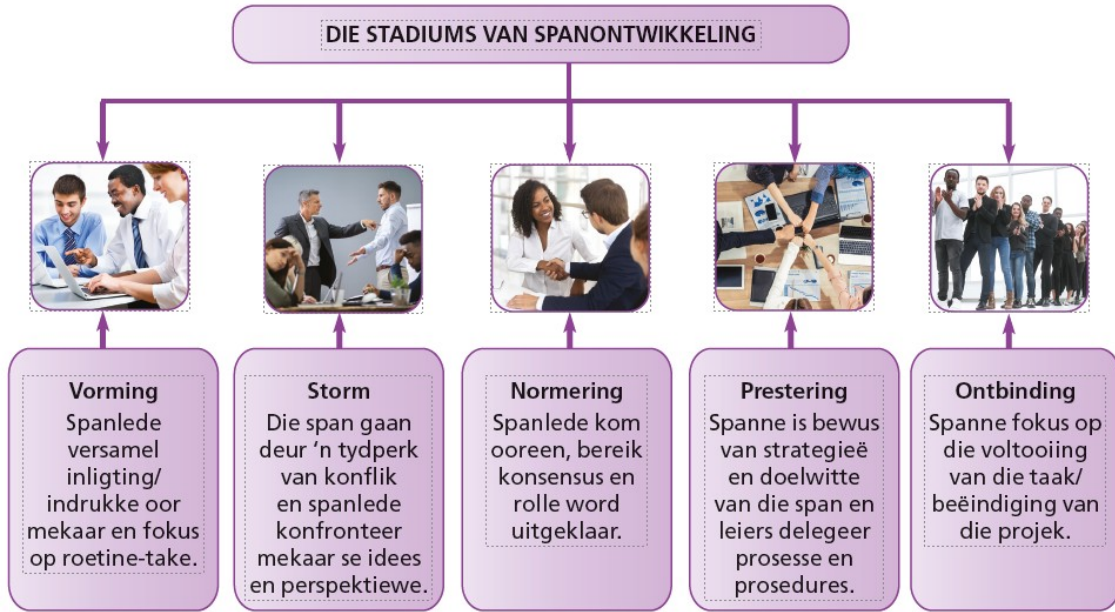 DIE STADIUMS VAN SPANONTWIKKELING
Vorming
Spanlede
versamel
inligting/
indrukke oor
mekaar en fokus
op roetine-take.
Storm
Die span gaan
deur ‘n tydperk
van konflik
en spanlede
konfronteer
mekaar se idees
en perspektiewe.
Normering
Spanlede kom
ooreen, bereik
konsensus en
rolle word
uitgeklaar.
Prestering
Spanne is bewus
van strategieë
en doelwitte
van die span en
leiers delegeer
prosesse en
prosedures.
Ontbinding
Spanne fokus op
die voltooiing
van die taak/
beëindiging van
die projek.